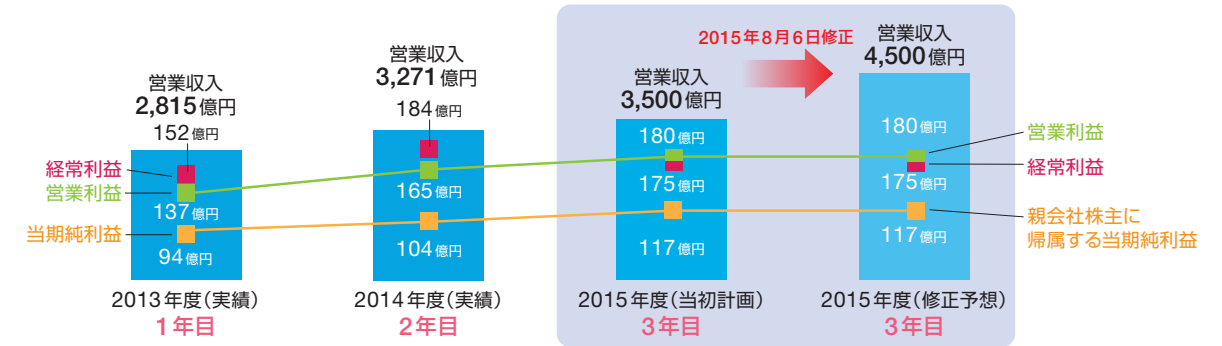 営業収入
2,815億円
152億円
経常利益
営業利益
137億円
当期純利益
94億円
2013年度(実績)
1年目
営業収入
3,271億円
184億円
165億円
104億円
2014年度(実績)
2年目
2015年8月6日修正
営業収入
3,500億円
180億円
175億円
117億円
2015年度(当初計画)
3年目
営業収入
4,500億円
180億円
175億円
117億円
2015年度(修正予想)
3年目
営業利益
経常利益
親会社株主に
帰属する当期純利益